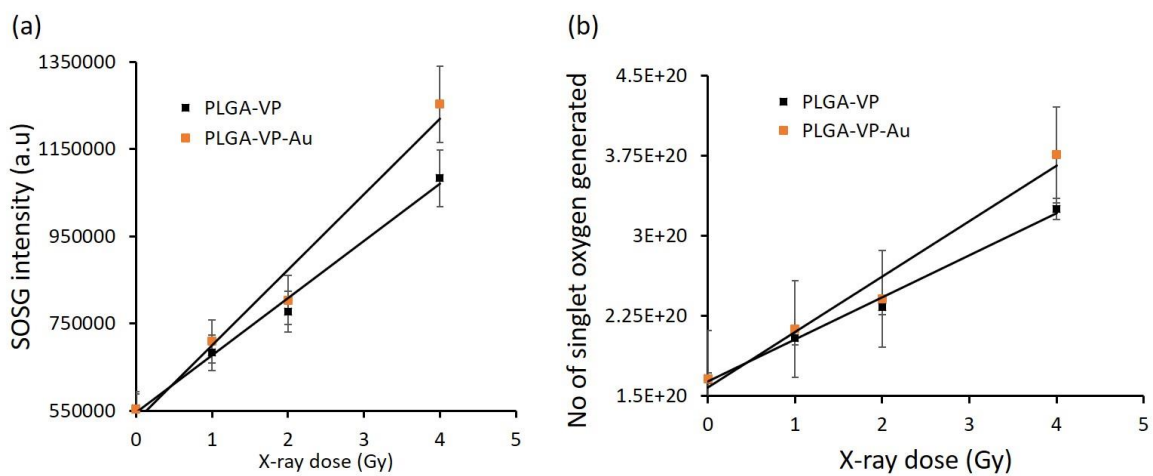 (a)
SOSG intensity (a.u)
1350000
1150000
950000
750000
550000
PLGA-VP
PLGA-VP-Au
0 1 2 3 4 5
X-ray dose (Gy)
(b)
No of singlet oxygen generated
4.5E+20
3.75E+20
3E+20
2.25E+20
1.5E+20
PLGA-VP
PLGA-VP-Au
0 1 2 3 4 5
X-ray dose (Gy)